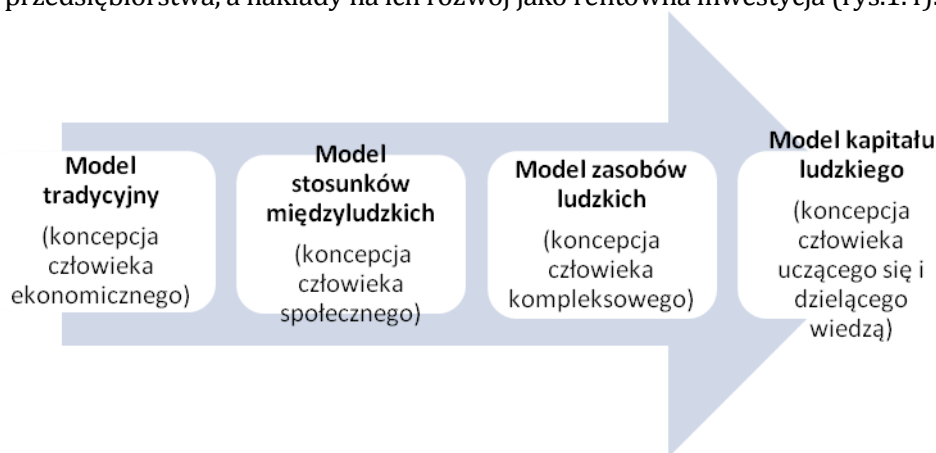 przedsiębiorstwa, a nakłady na ich rozwój jako rentowna inwestycja (rys.1.4).
Model
tradycyjny
(koncepcja
człowieka
ekonomicznego)
Model
stosunków
międzyludzkich
(koncepcja
człowieka
społecznego)
Model zasobów
ludzkich
(koncepcja
człowieka
kompleksowego)
Model kapitału
ludzkiego
(koncepcja
człowieka
uczącego się i
dzielącego
wiedzą)